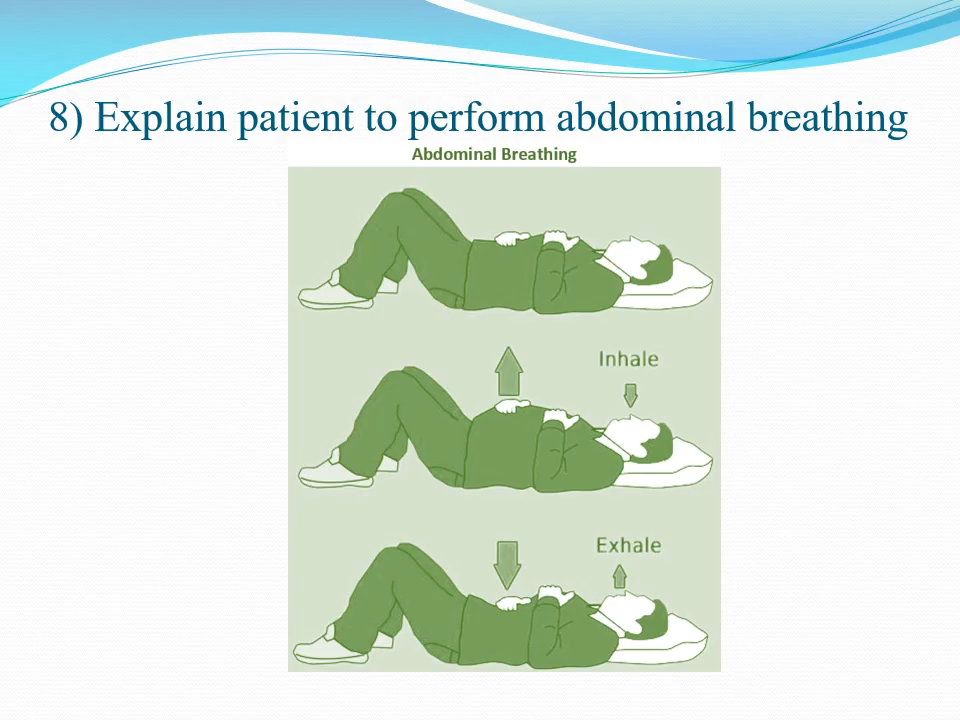 8) Explain patient to perform abdominal breathing
Abdominal Breathing
Inhale
Exhale